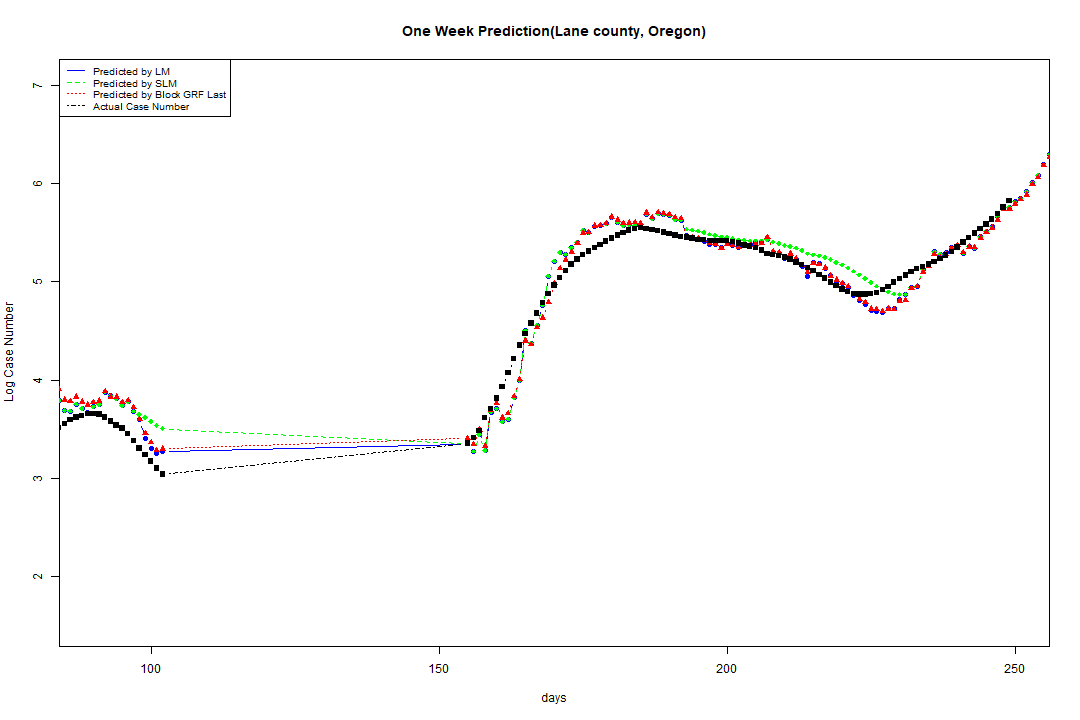 One Week Prediction(Lane county, Oregon)
Predicted by LM
Predicted by SLM
Predicted by Block GRF Last
Actual Case Number
7
6
5
4
3
2
Log Case Number
100 150 200 250
days